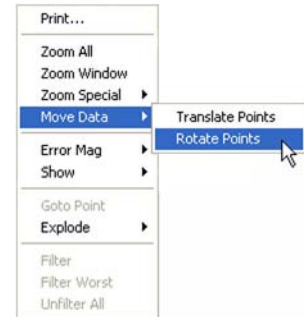 Print...
Zoom All
Zoom Window
Zoom Special
Move Data
Translate Points
Rotate Points
Error Mag
Show
Goto Point
Explode
Filter
Filter Worst
Unfilter All